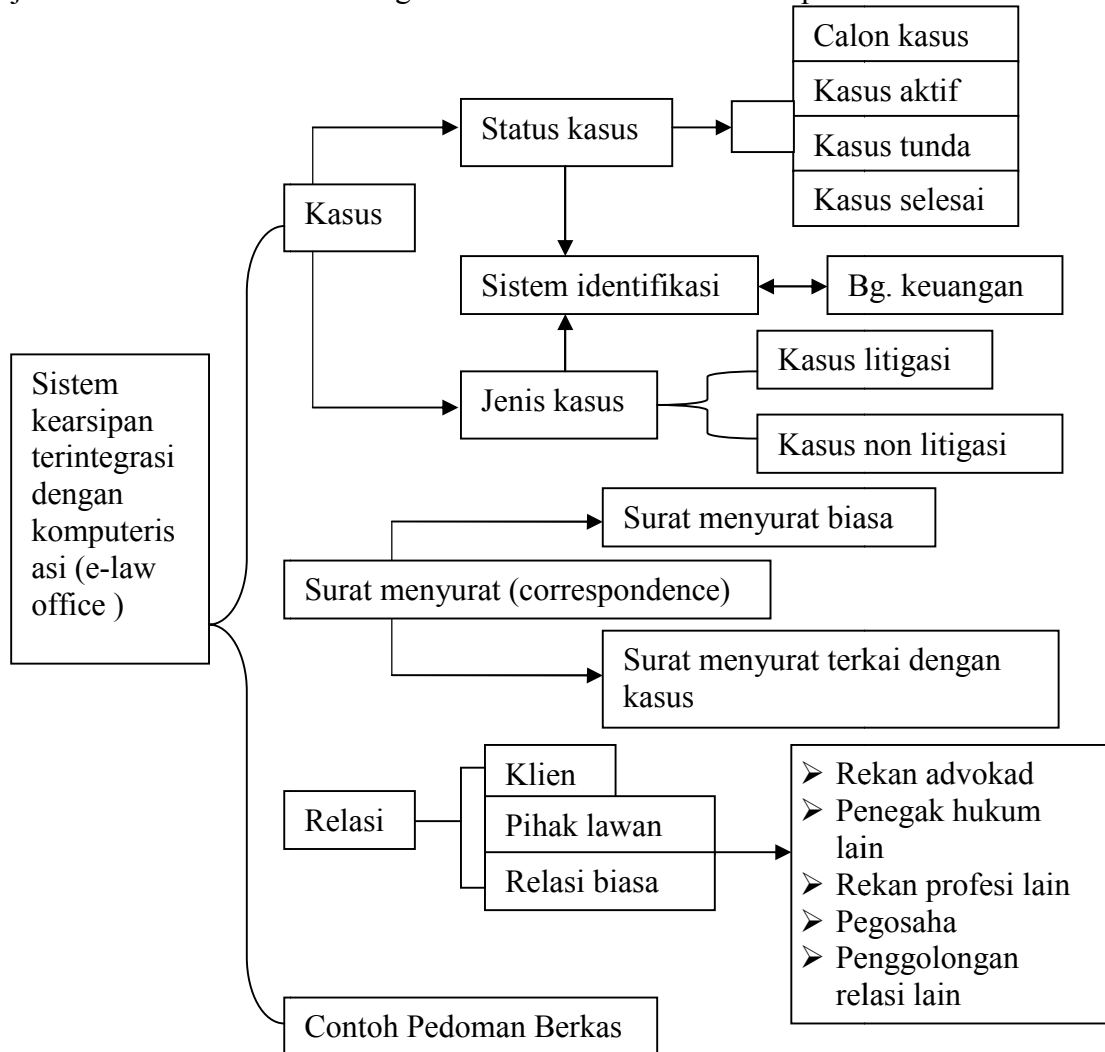 Calon kasus
Kasus aktif
Status kasus
Kasus tunda
Kasus selesai
Kasus
Sistem identifikasi
Bg. keuangan
Kasus litigasi
Sistem
kearsipan
terintegrasi
dengan
komputeris
asi (e-law
office )
Jenis kasus
Kasus non litigasi
Surat menyurat biasa
Surat menyurat (correspondence)
Surat menyurat terkai dengan
kasus
Relasi
Klien
Pihak lawan
Relasi biasa
➢ Rekan advokad
➢ Penegak hukum
lain
➢ Rekan profesi lain
➢ Pegosaha
➢ Penggolongan
relasi lain
Contoh Pedoman Berkas